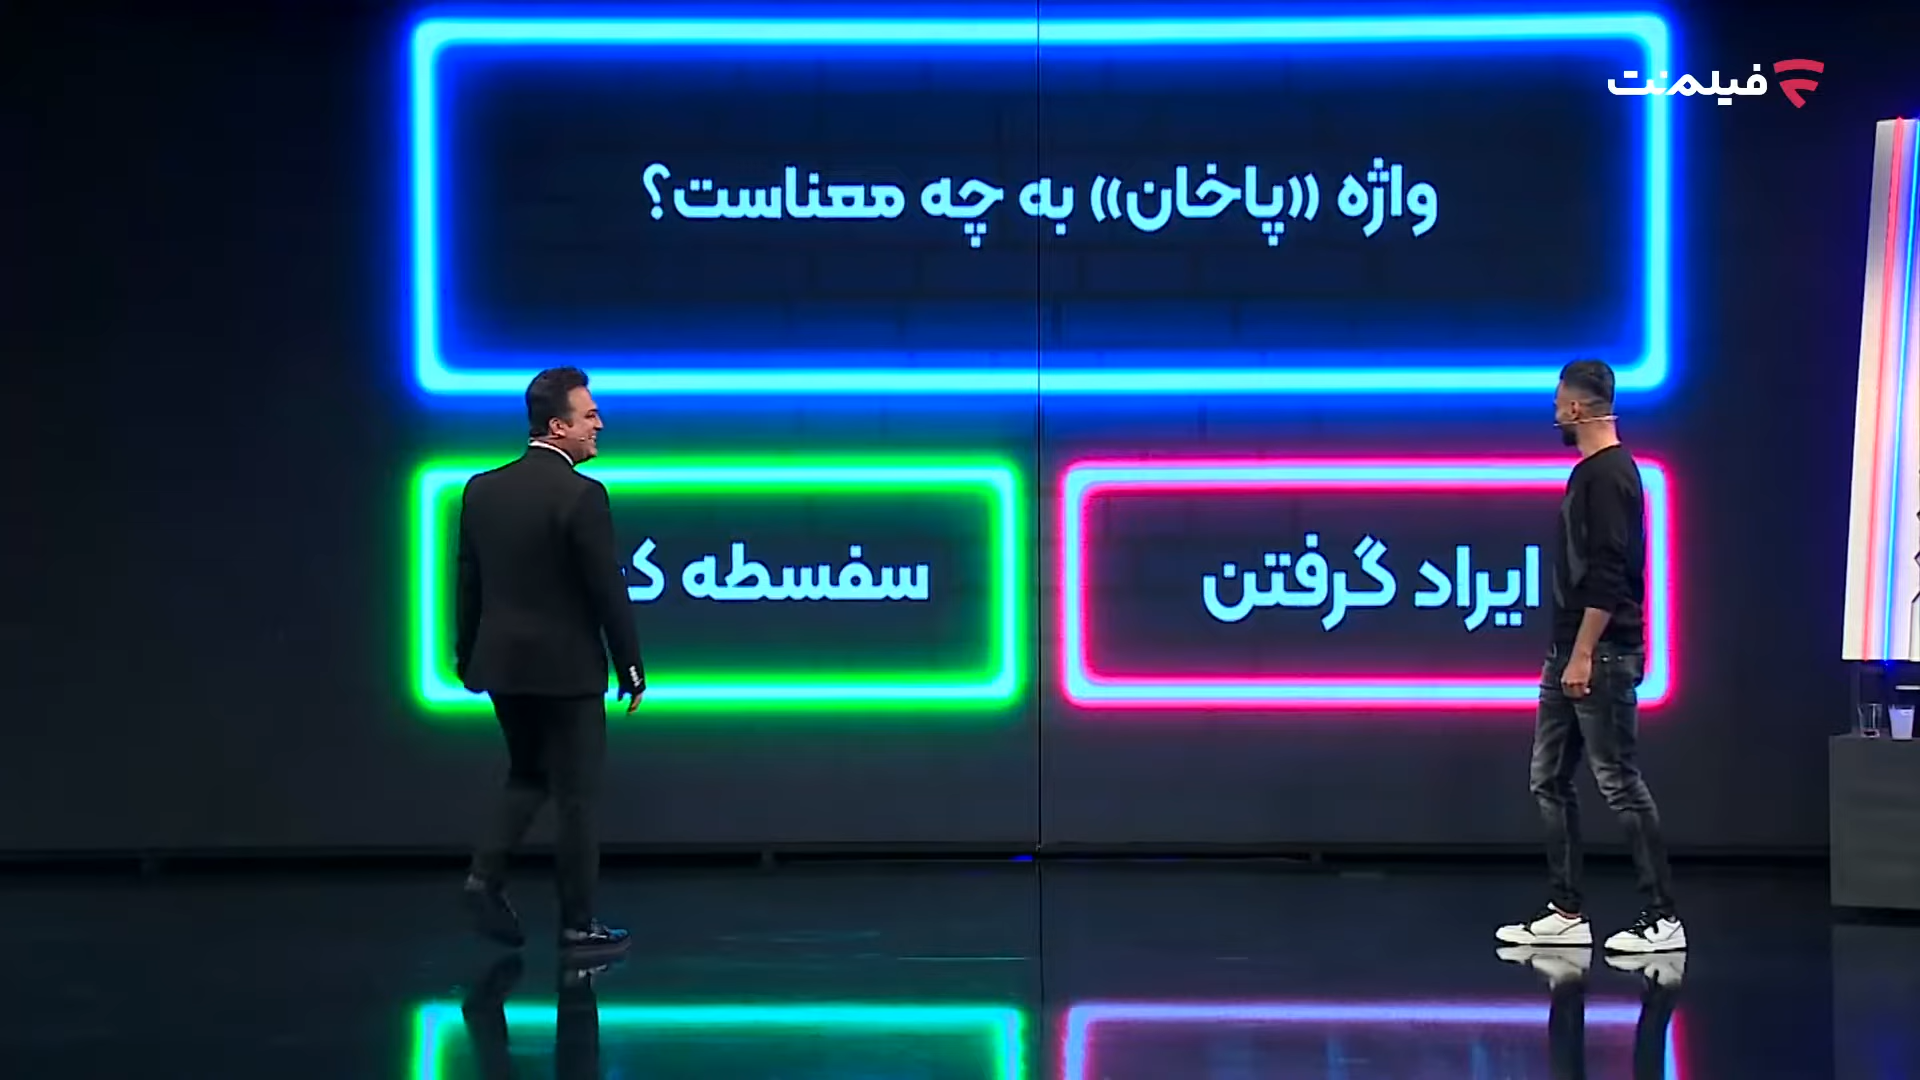 فیلمنت
واژه «پاخان» به چه معناست؟
ایراد گرفتن
سفسطه